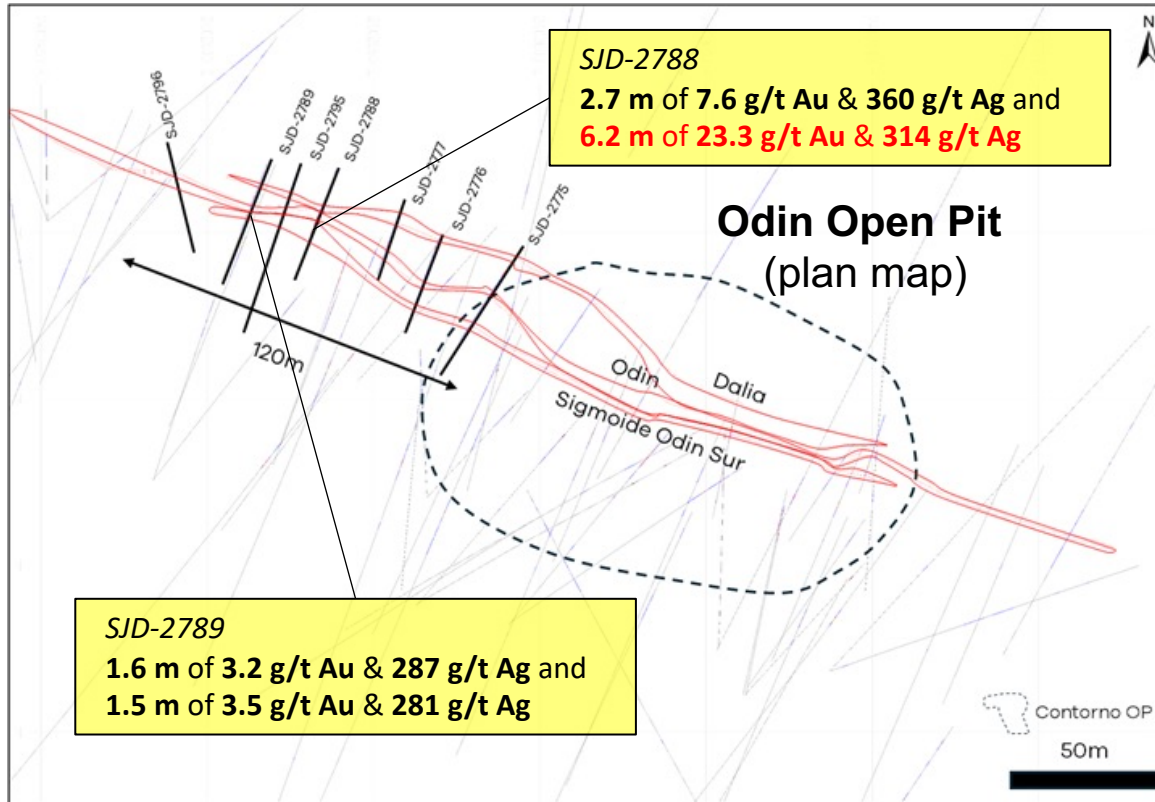 N
SJD-2788
2.7 m of 7.6 g/t Au & 360 g/t Ag and
6.2 m of 23.3 g/t Au & 314 g/t Ag
SJD-2796
SJD-2789
SJD-2795
SJD-2788
SJD-2777
SJD-2776
SJD-2775
Odin Open Pit
(plan map)
120m
Odin
Dalia
Sigmoide Odin Sur
SJD-2789
1.6 m of 3.2 g/t Au & 287 g/t Ag and
1.5 m of 3.5 g/t Au & 281 g/t Ag
Contorno OP
50m